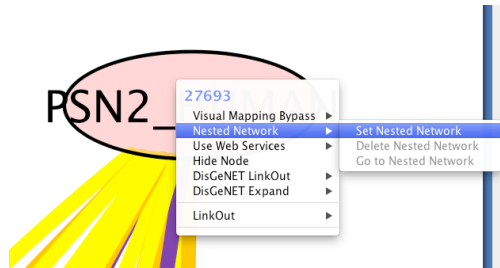 PSN2_HUMAN
27693
Visual Mapping Bypass
Nested Network
Set Nested Network
Use Web Services
Delete Nested Network
Hide Node
Go to Nested Network
DisGeNET LinkOut
DisGeNET Expand
LinkOut